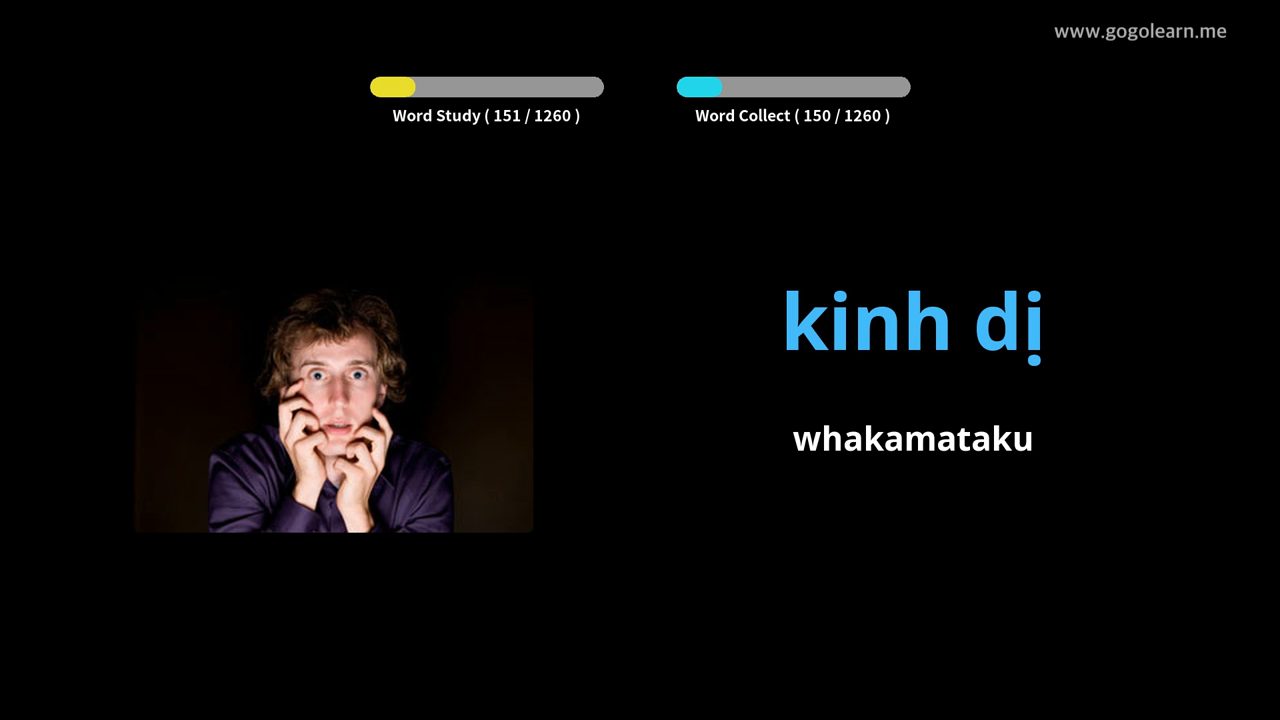 www.gogolearn.me
Word Study ( 151 / 1260 )
Word Collect ( 150 / 1260 )
kinh dị
whakamataku